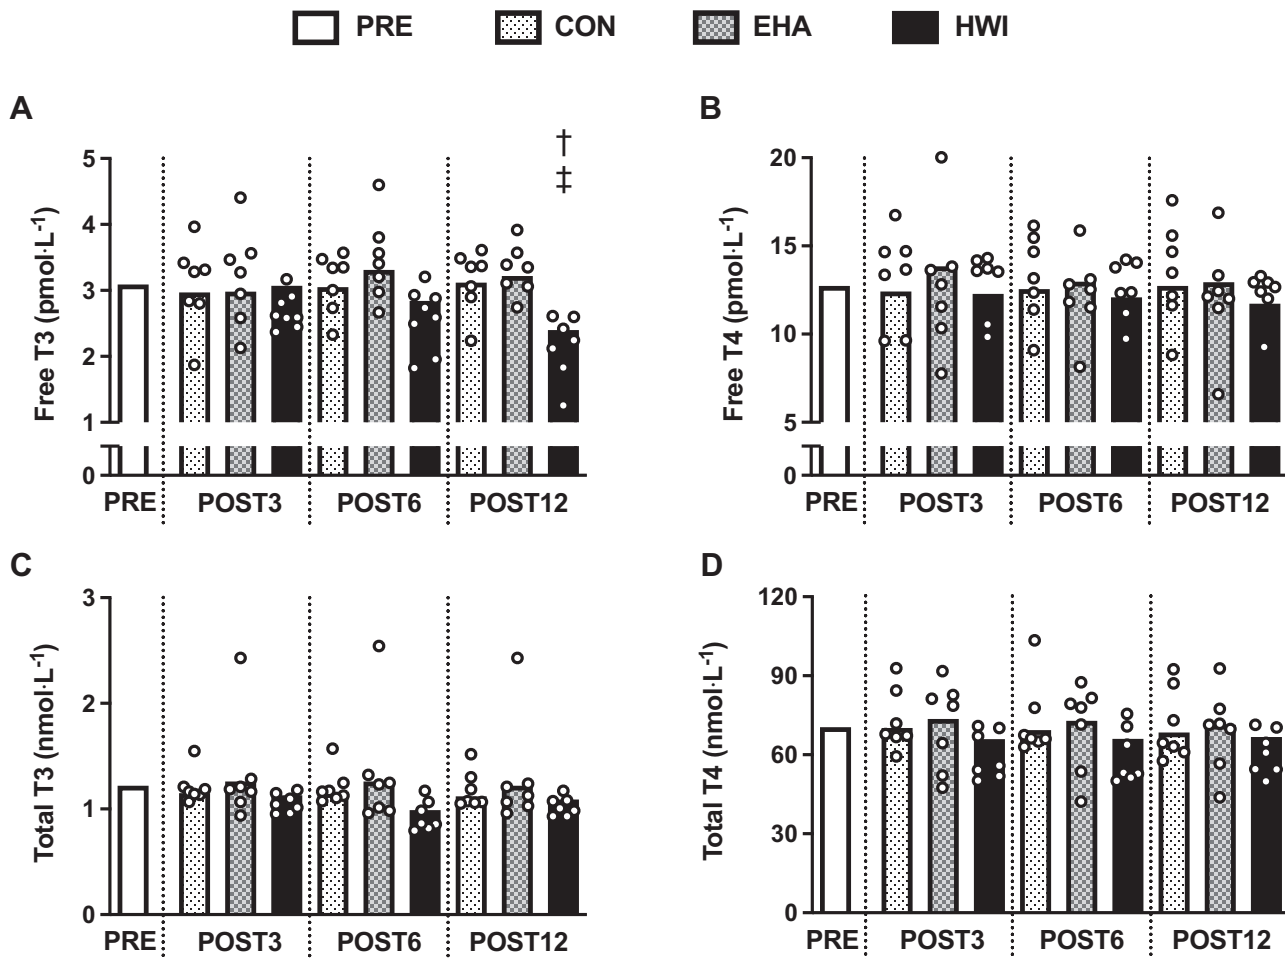 PRE CON EHA HWI
A
†
‡
Free T3 (pmol·L⁻¹)
5
4
3
2
1
0
PRE POST3 POST6 POST12
B
Free T4 (pmol·L⁻¹)
20
15
10
5
0
PRE POST3 POST6 POST12
C
Total T3 (nmol·L⁻¹)
3
2
1
0
PRE POST3 POST6 POST12
D
Total T4 (nmol·L⁻¹)
120
90
60
30
0
PRE POST3 POST6 POST12